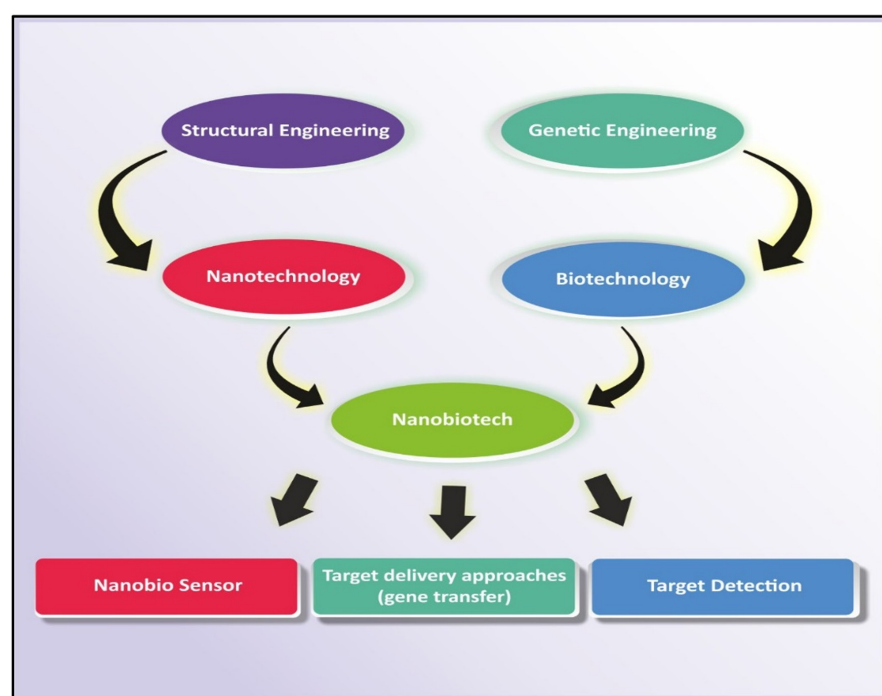 Structural Engineering
Genetic Engineering
Nanotechnology
Biotechnology
Nanobiotech
Nanobio Sensor
Target delivery approaches
(gene transfer)
Target Detection